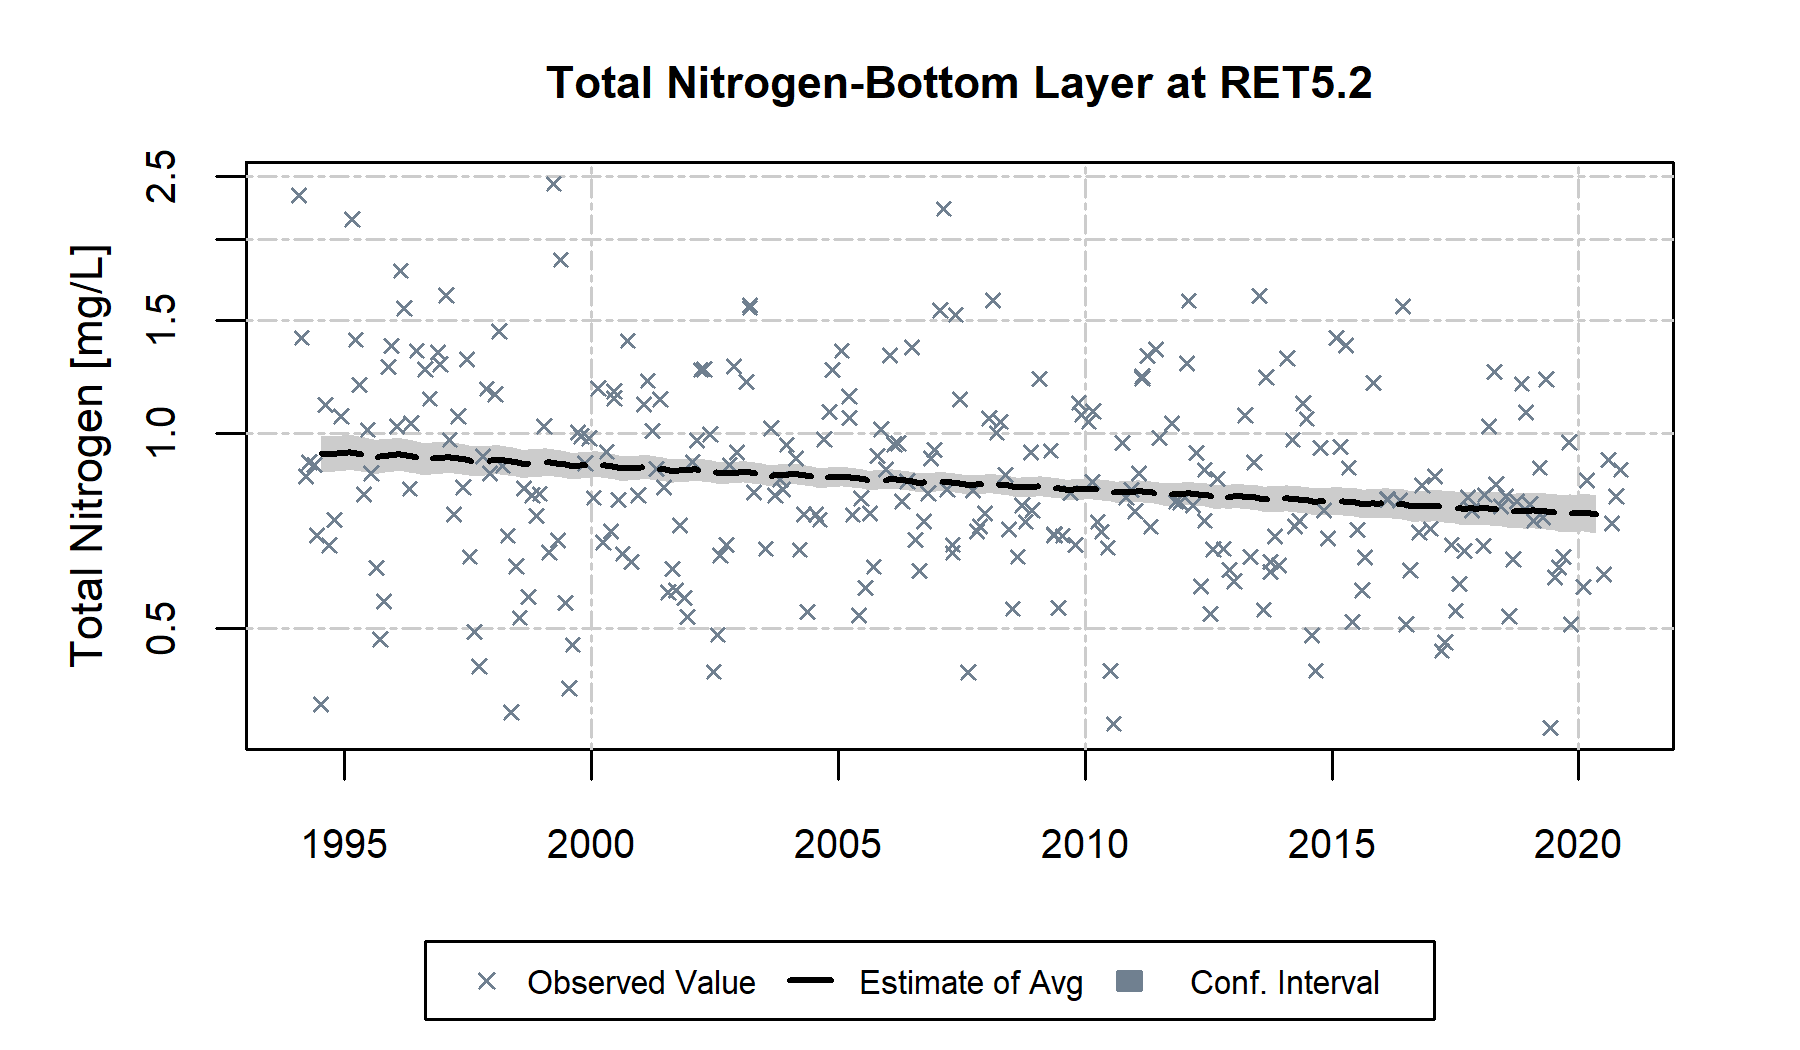 Total Nitrogen-Bottom Layer at RET5.2
Total Nitrogen [mg/L]
2.5
1.5
1.0
0.5
1995 2000 2005 2010 2015 2020
Observed Value Estimate of Avg Conf. Interval